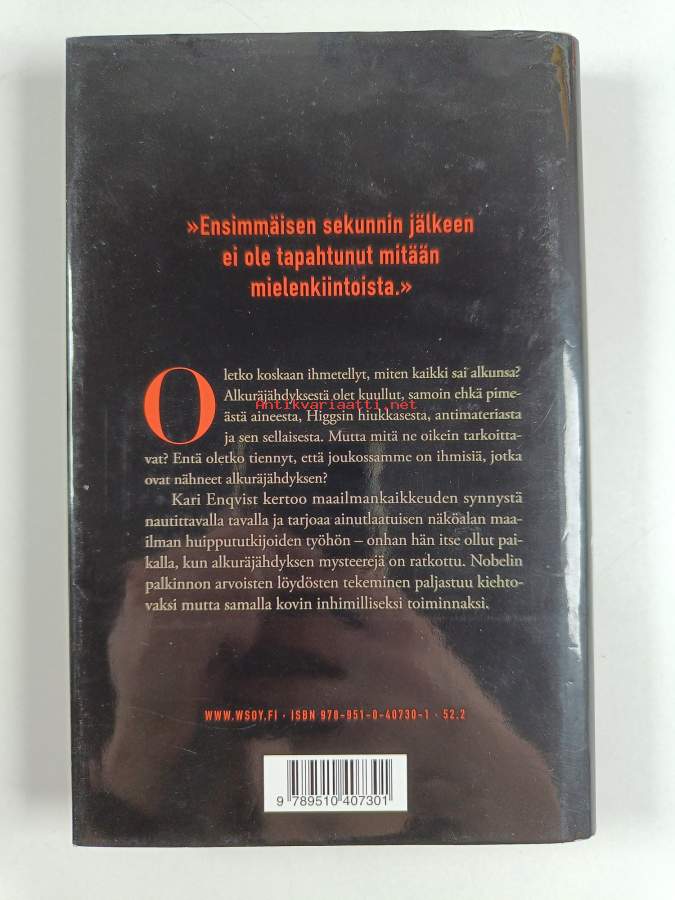 »Ensimmäisen sekunnin jälkeen
ei ole tapahtunut mitään
mielenkiintoista.»
Oletko koskaan ihmetellyt, miten kaikki sai alkunsa?
Alkuräjähdyksestä olet kuullut, samoin ehkä pime-
Antikvariaatti.net
ästä aineesta, Higgsin hiukkasesta, antimateriasta
ja sen sellaisesta. Mutta mitä ne oikein tarkoitta-
vat? Entä oletko tiennyt, että joukossamme on ihmisiä, jotka
ovat nähneet alkuräjähdyksen?
Kari Enqvist kertoo maailmankaikkeuden synnystä
nautittavalla tavalla ja tarjoaa ainutlaatuisen näköalan maa-
ilman huippututkijoiden työhön – onhan hän itse ollut pai-
kalla, kun alkuräjähdyksen mysteerejä on ratkottu. Nobelin
palkinnon arvoisten löydösten tekeminen paljastuu kiehto-
vaksi mutta samalla kovin inhimilliseksi toiminnaksi.
WWW.WSOY.FI · ISBN 978-951-0-40730-1 · 52.2
9 789510 407301